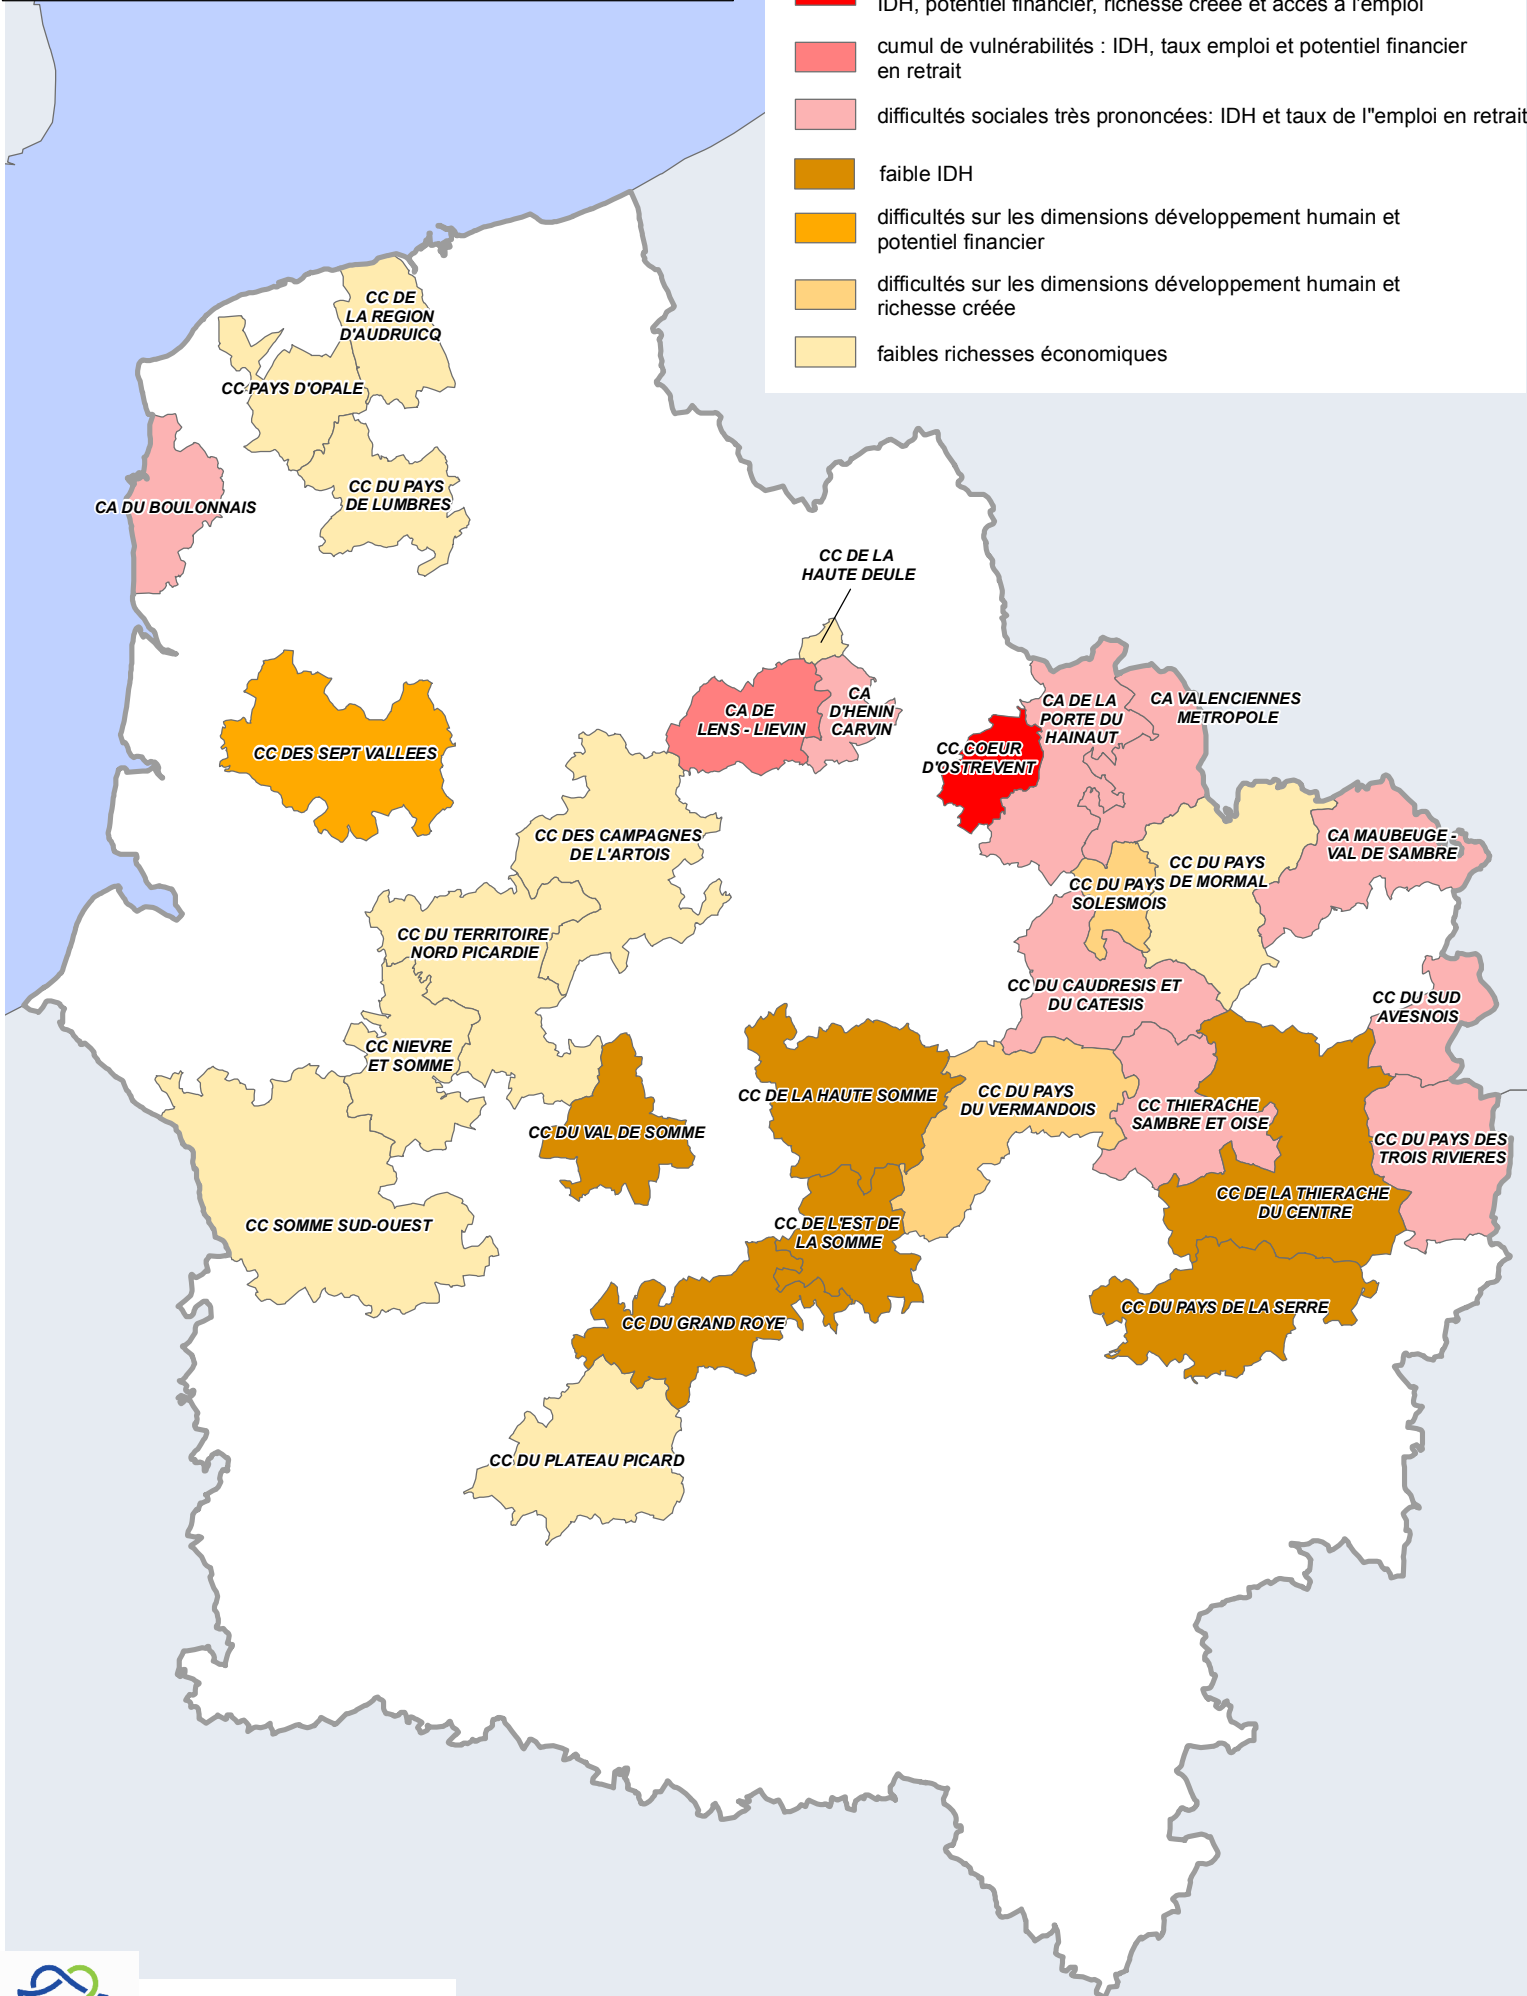 IDH, potentiel financier, richesse créée et accès à l'emploi
cumul de vulnérabilités : IDH, taux emploi et potentiel financier
en retrait
difficultés sociales très prononcées: IDH et taux de l"emploi en retrait
faible IDH
difficultés sur les dimensions développement humain et
potentiel financier
difficultés sur les dimensions développement humain et
richesse créée
faibles richesses économiques
CC DE
LA REGION
D'AUDRUICQ
CC PAYS D'OPALE
CC DU PAYS
DE LUMBRES
CA DU BOULONNAIS
CC DE LA
HAUTE DEULE
CA DE
LENS - LIEVIN
CA
D'HENIN
CARVIN
CA DE LA
PORTE DU
HAINAUT
CA VALENCIENNES
METROPOLE
CC COEUR
D'OSTREVENT
CC DES SEPT VALLEES
CC DES CAMPAGNES
DE L'ARTOIS
CA MAUBEUGE -
VAL DE SAMBRE
CC DU PAYS
DE MORMAL
CC DU PAYS
SOLESMOIS
CC DU TERRITOIRE
NORD PICARDIE
CC DU CAUDRESIS ET
DU CATESIS
CC DU SUD
AVESNOIS
CC NIEVRE
ET SOMME
CC DE LA HAUTE SOMME
CC DU PAYS
DU VERMANDOIS
CC THIERACHE
SAMBRE ET OISE
CC DU VAL DE SOMME
CC DU PAYS DES
TROIS RIVIERES
CC DE LA THIERACHE
DU CENTRE
CC SOMME SUD-OUEST
CC DE L'EST DE
LA SOMME
CC DU PAYS DE LA SERRE
CC DU GRAND ROYE
CC DU PLATEAU PICARD